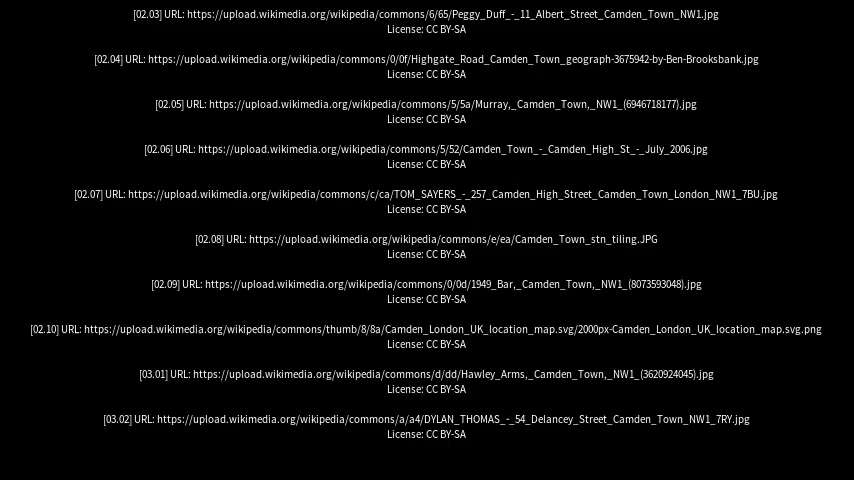 [02.03] URL: https://upload.wikimedia.org/wikipedia/commons/6/65/Peggy_Duff_-_11_Albert_Street_Camden_Town_NW1.jpg
License: CC BY-SA
[02.04] URL: https://upload.wikimedia.org/wikipedia/commons/0/0f/Highgate_Road_Camden_Town_geograph-3675942-by-Ben-Brooksbank.jpg
License: CC BY-SA
[02.05] URL: https://upload.wikimedia.org/wikipedia/commons/5/5a/Murray,_Camden_Town,_NW1_(6946718177).jpg
License: CC BY-SA
[02.06] URL: https://upload.wikimedia.org/wikipedia/commons/5/52/Camden_Town_-_Camden_High_St_-_July_2006.jpg
License: CC BY-SA
[02.07] URL: https://upload.wikimedia.org/wikipedia/commons/c/ca/TOM_SAYERS_-_257_Camden_High_Street_Camden_Town_London_NW1_7BU.jpg
License: CC BY-SA
[02.08] URL: https://upload.wikimedia.org/wikipedia/commons/e/ea/Camden_Town_stn_tiling.JPG
License: CC BY-SA
[02.09] URL: https://upload.wikimedia.org/wikipedia/commons/0/0d/1949_Bar,_Camden_Town,_NW1_(8073593048).jpg
License: CC BY-SA
[02.10] URL: https://upload.wikimedia.org/wikipedia/commons/thumb/8/8a/Camden_London_UK_location_map.svg/2000px-Camden_London_UK_location_map.svg.png
License: CC BY-SA
[03.01] URL: https://upload.wikimedia.org/wikipedia/commons/d/dd/Hawley_Arms,_Camden_Town,_NW1_(3620924045).jpg
License: CC BY-SA
[03.02] URL: https://upload.wikimedia.org/wikipedia/commons/a/a4/DYLAN_THOMAS_-_54_Delancey_Street_Camden_Town_NW1_7RY.jpg
License: CC BY-SA